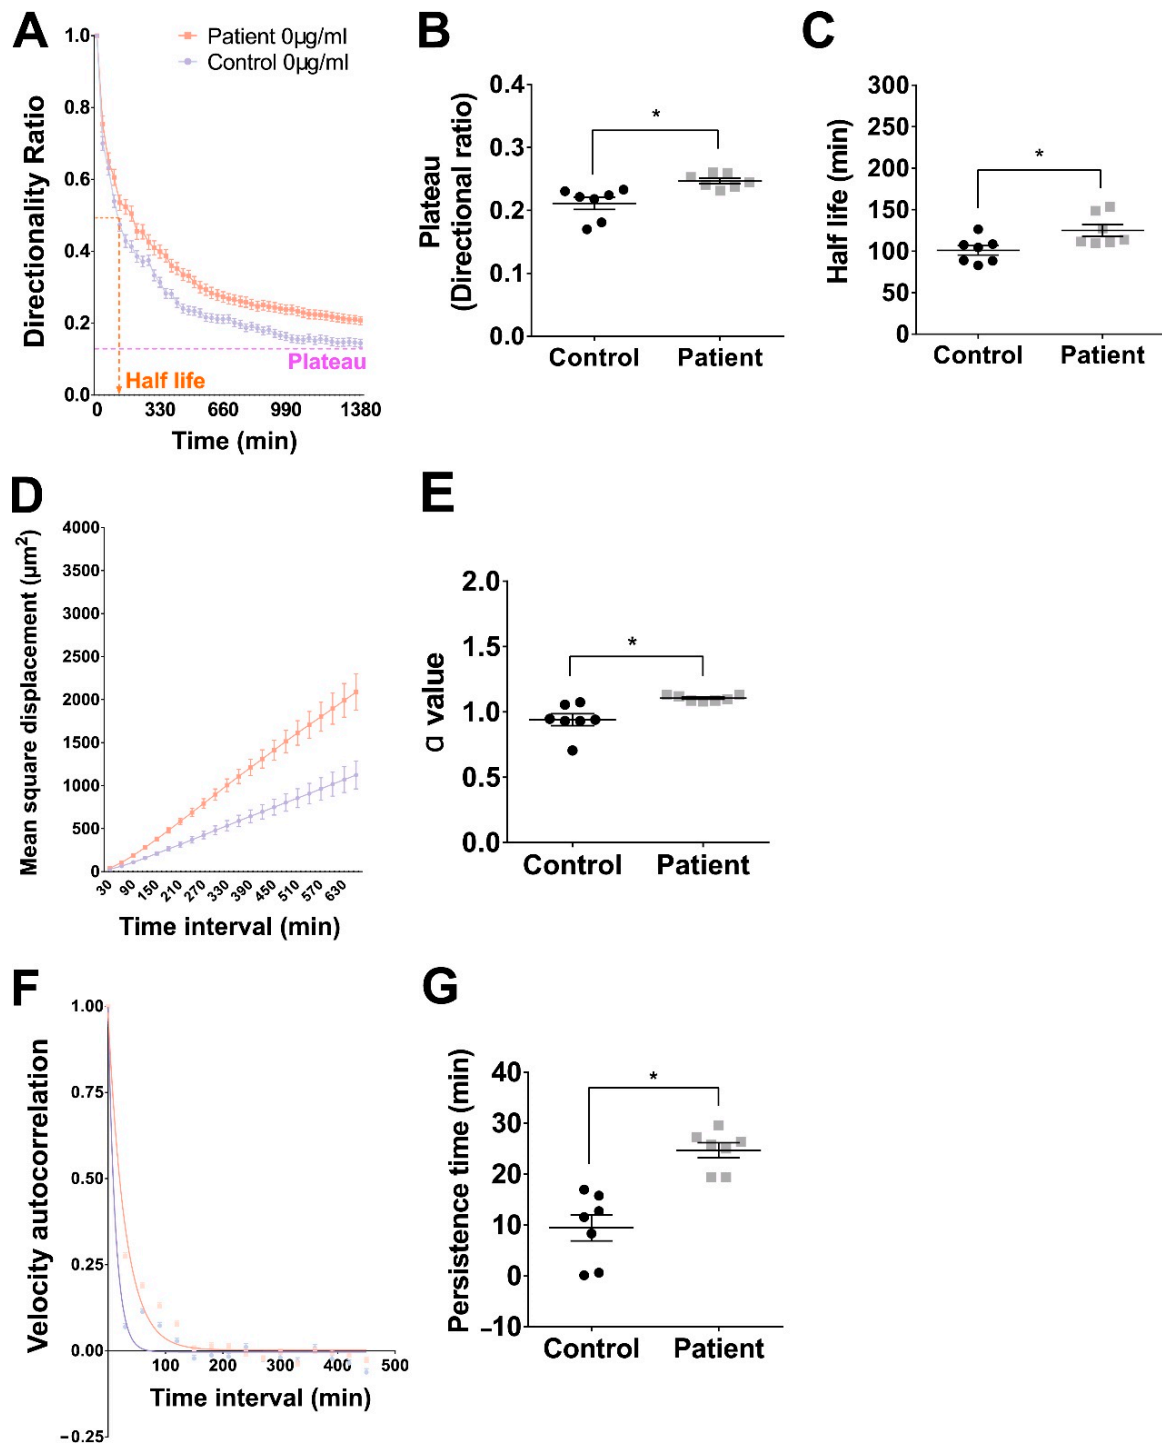 A
Patient 0µg/ml
Control 0µg/ml
Directionality Ratio
1.0
0.8
0.6
0.4
0.2
0.0
Plateau
Half life
0 330 660 990 1380
Time (min)
B
Plateau
(Directional ratio)
0.4
0.3
0.2
0.1
0.0
*
Control Patient
C
Half life (min)
300
250
200
150
100
50
0
*
Control Patient
D
Mean square displacement (µm²)
4000
3500
3000
2500
2000
1500
1000
500
0
30 90 150 210 270 330 390 450 510 570 630
Time interval (min)
E
α value
2.0
1.5
1.0
0.5
0.0
*
Control Patient
F
Velocity autocorrelation
1.00
0.75
0.50
0.25
0.00
−0.25
100 200 300 400 500
Time interval (min)
G
Persistence time (min)
40
30
20
10
0
−10
*
Control Patient